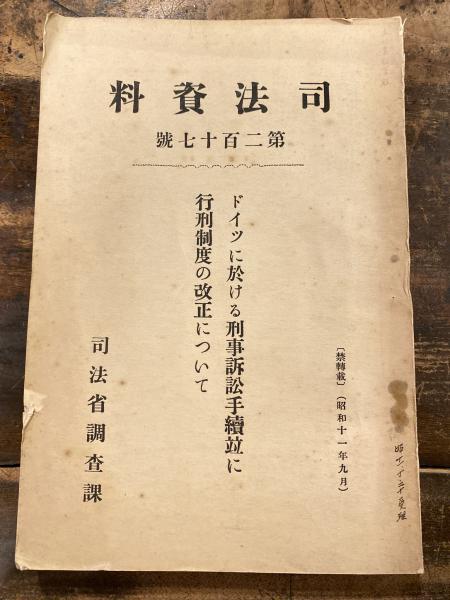 司法資料
第二百十七號
〔禁轉載〕（昭和十一年九月）
ドイツに於ける刑事訴訟手續竝に
行刑制度の改正について
司法省調査課